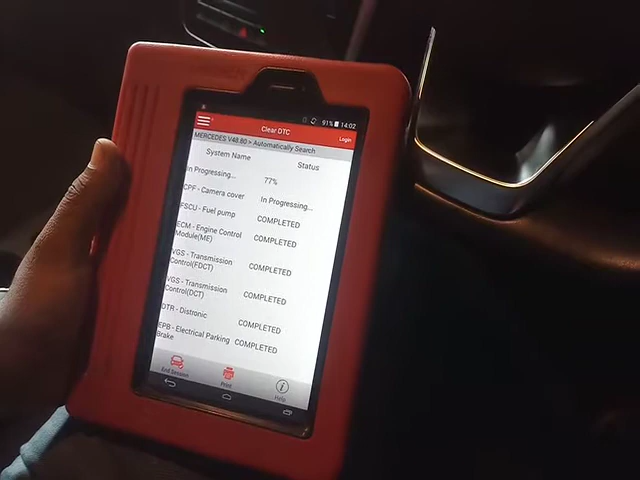 91% 14:02
Clear DTC
Login
MERCEDES V48.80 > Automatically Search
System Name Status
In Progressing... 77%
CPF - Camera cover In Progressing...
FSCU - Fuel pump COMPLETED
ECM - Engine Control
Module(ME) COMPLETED
VGS - Transmission
Control(FDCT) COMPLETED
VGS - Transmission
Control(DCT) COMPLETED
DTR - Distronic COMPLETED
EPB - Electrical Parking
Brake COMPLETED
End Session Print Help